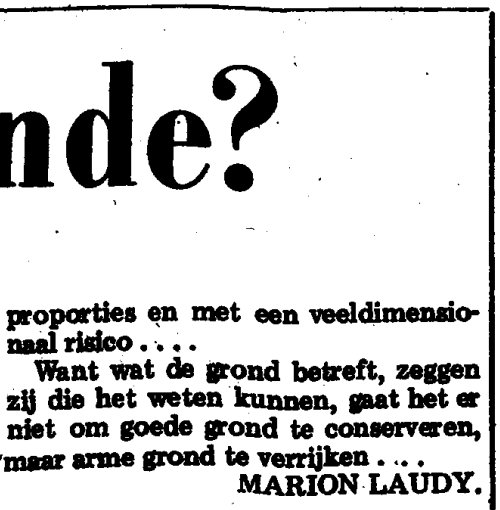 nde?
proporties en met een veeldimensio-
naal risico . . . .
Want wat de grond betreft, zeggen
zij die het weten kunnen, gaat het er
niet om goede grond te conserveren,
maar arme grond te verrijken . . . .
MARION LAUDY.